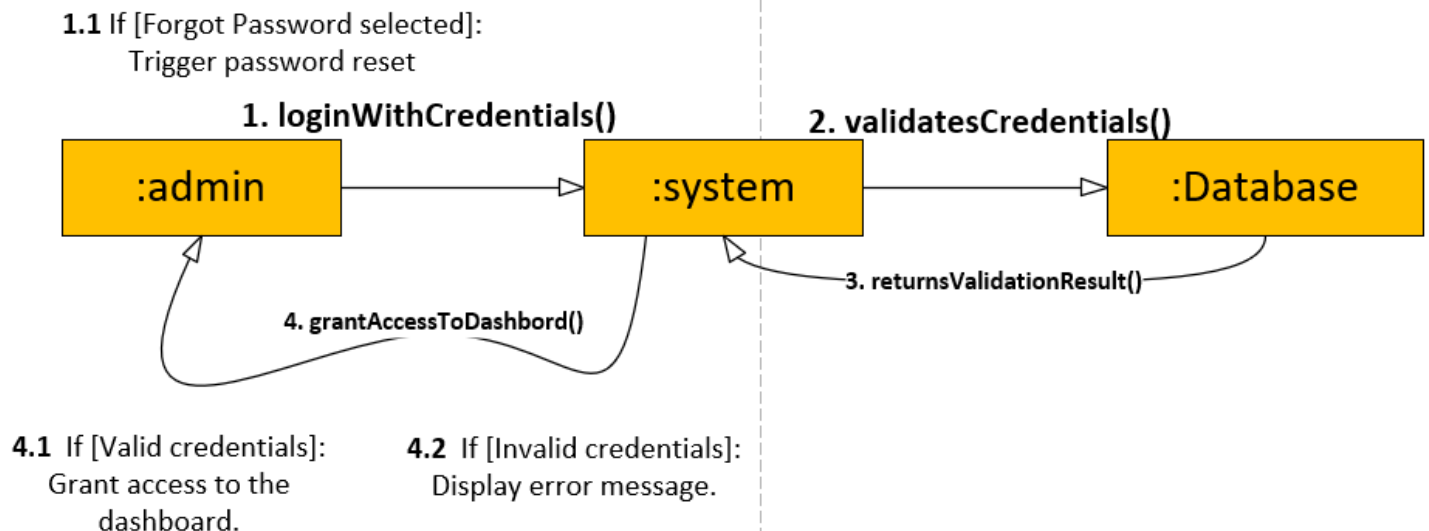 1.1 If [Forgot Password selected]:
Trigger password reset
1. loginWithCredentials()
2. validatesCredentials()
:admin
:system
:Database
3. returnsValidationResult()
4. grantAccessToDashbord()
4.1 If [Valid credentials]:
Grant access to the
dashboard.
4.2 If [Invalid credentials]:
Display error message.